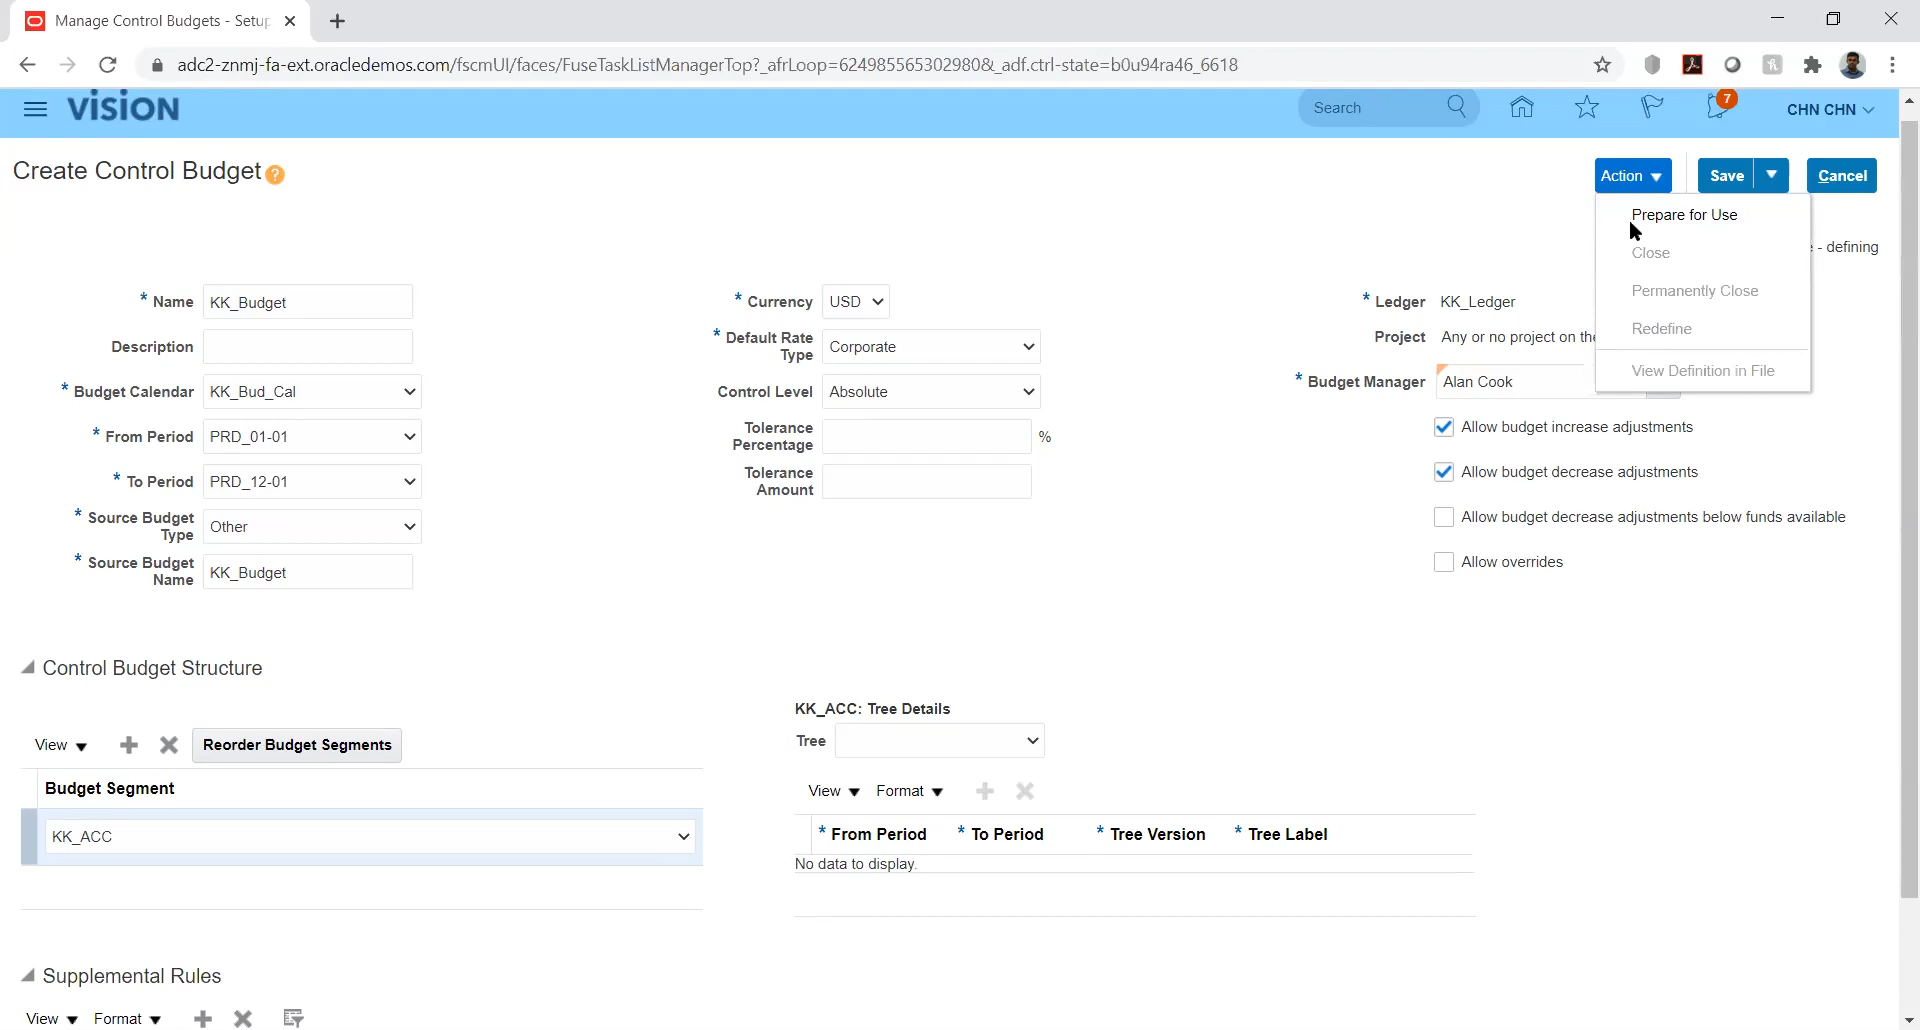 Manage Control Budgets - Setup
adc2-znmj-fa-ext.oracledemos.com/fscmUI/faces/FuseTaskListManagerTop?_afrLoop=62498556530298​0&_adf.ctrl-state=b0u94ra46_6618
VISION
Search
7
CHN CHN
Create Control Budget
?
Action
Save
Cancel
Prepare for Use
Close
Permanently Close
Redefine
View Definition in File
- defining
* Name KK_Budget
Description
* Budget Calendar KK_Bud_Cal
* From Period PRD_01-01
* To Period PRD_12-01
* Source Budget Type Other
* Source Budget Name KK_Budget
* Currency USD
* Default Rate Type Corporate
Control Level Absolute
Tolerance Percentage %
Tolerance Amount
* Ledger KK_Ledger
Project Any or no project on the
* Budget Manager Alan Cook
Allow budget increase adjustments
Allow budget decrease adjustments
Allow budget decrease adjustments below funds available
Allow overrides
Control Budget Structure
View Reorder Budget Segments
Budget Segment
KK_ACC
KK_ACC: Tree Details
Tree
View Format
* From Period * To Period * Tree Version * Tree Label
No data to display.
Supplemental Rules
View Format